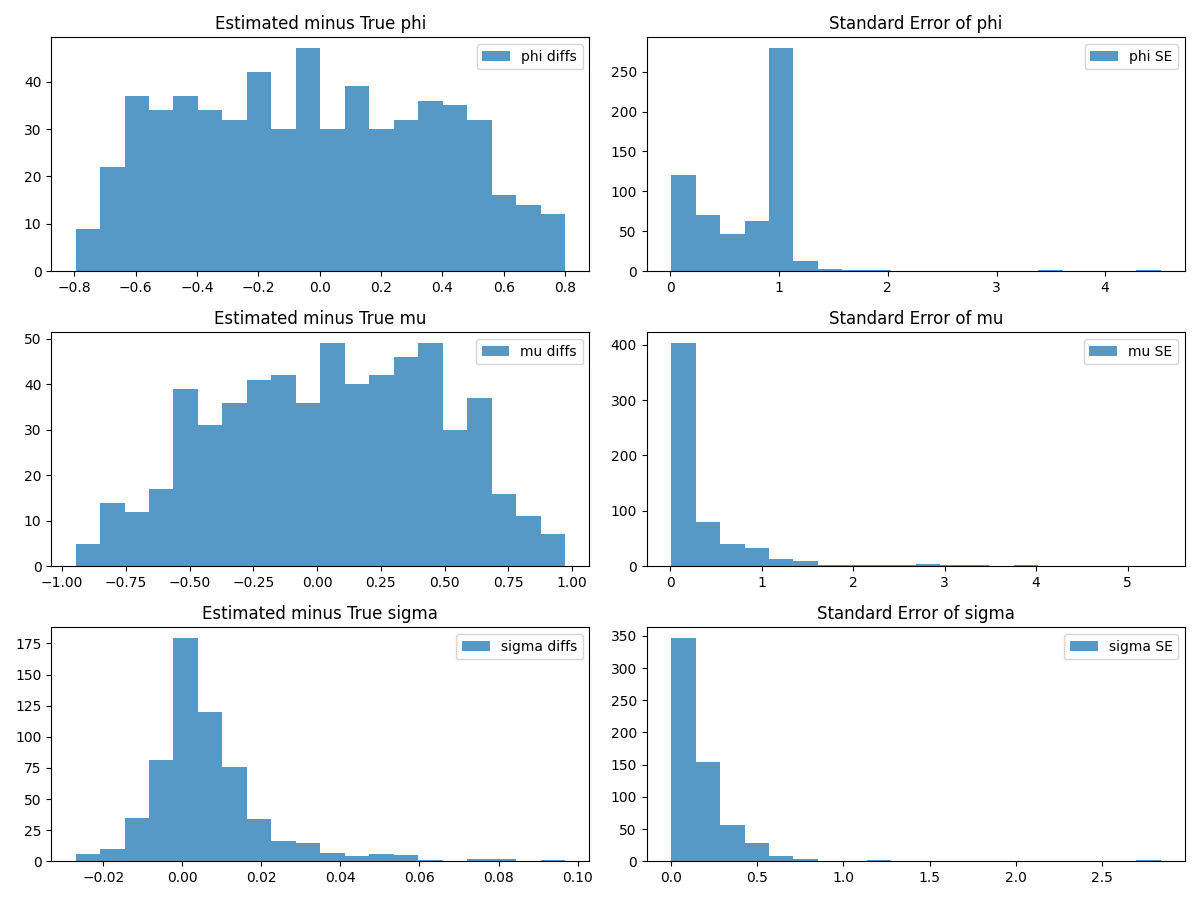 Estimated minus True phi
phi diffs
40
30
20
10
0
−0.8 −0.6 −0.4 −0.2 0.0 0.2 0.4 0.6 0.8
Standard Error of phi
phi SE
250
200
150
100
50
0
0 1 2 3 4
Estimated minus True mu
mu diffs
50
40
30
20
10
0
−1.00 −0.75 −0.50 −0.25 0.00 0.25 0.50 0.75 1.00
Standard Error of mu
mu SE
400
300
200
100
0
0 1 2 3 4 5
Estimated minus True sigma
sigma diffs
175
150
125
100
75
50
25
0
−0.02 0.00 0.02 0.04 0.06 0.08 0.10
Standard Error of sigma
sigma SE
350
300
250
200
150
100
50
0
0.0 0.5 1.0 1.5 2.0 2.5